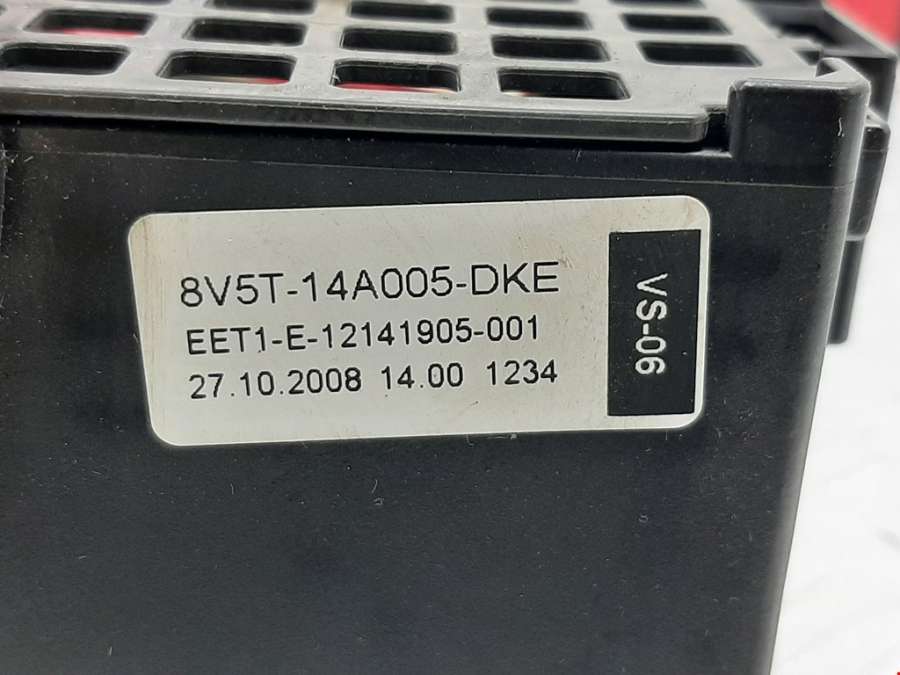 8V5T-14A005-DKE
EET1-E-12141905-001
27.10.2008 14.00 1234
VS-06